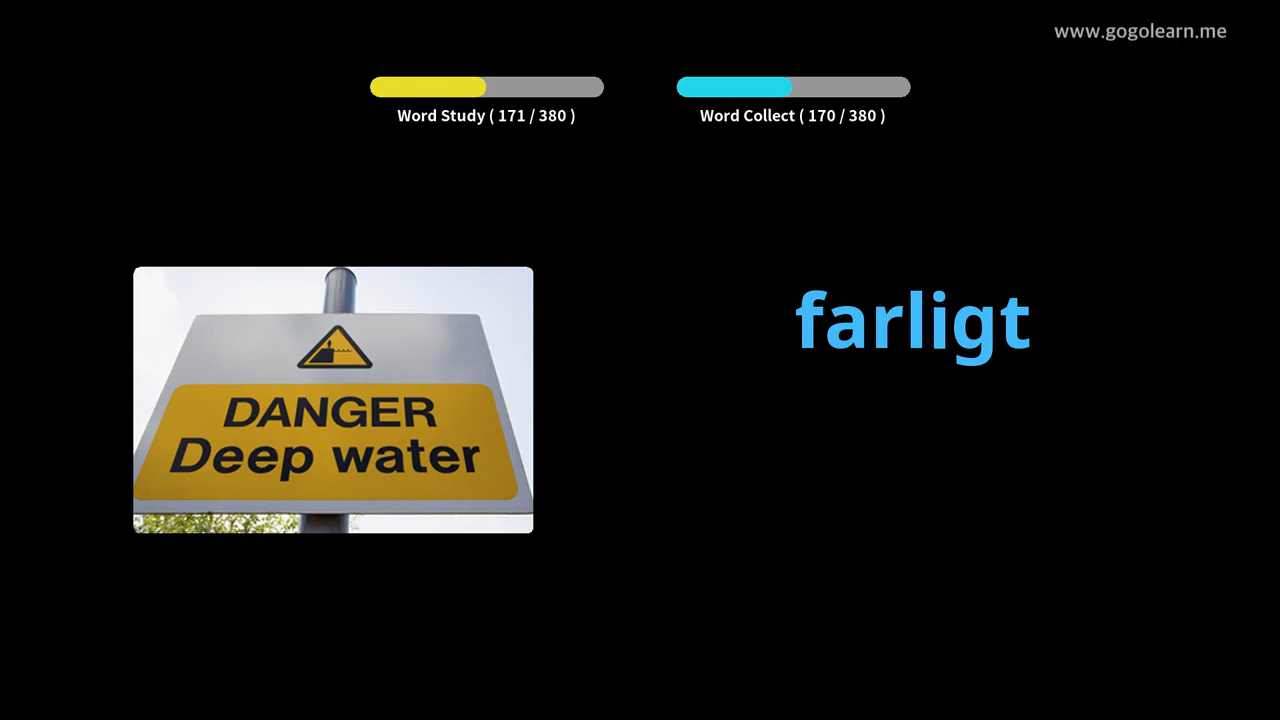 www.gogolearn.me
Word Study ( 171 / 380 )
Word Collect ( 170 / 380 )
DANGER
Deep water
farligt